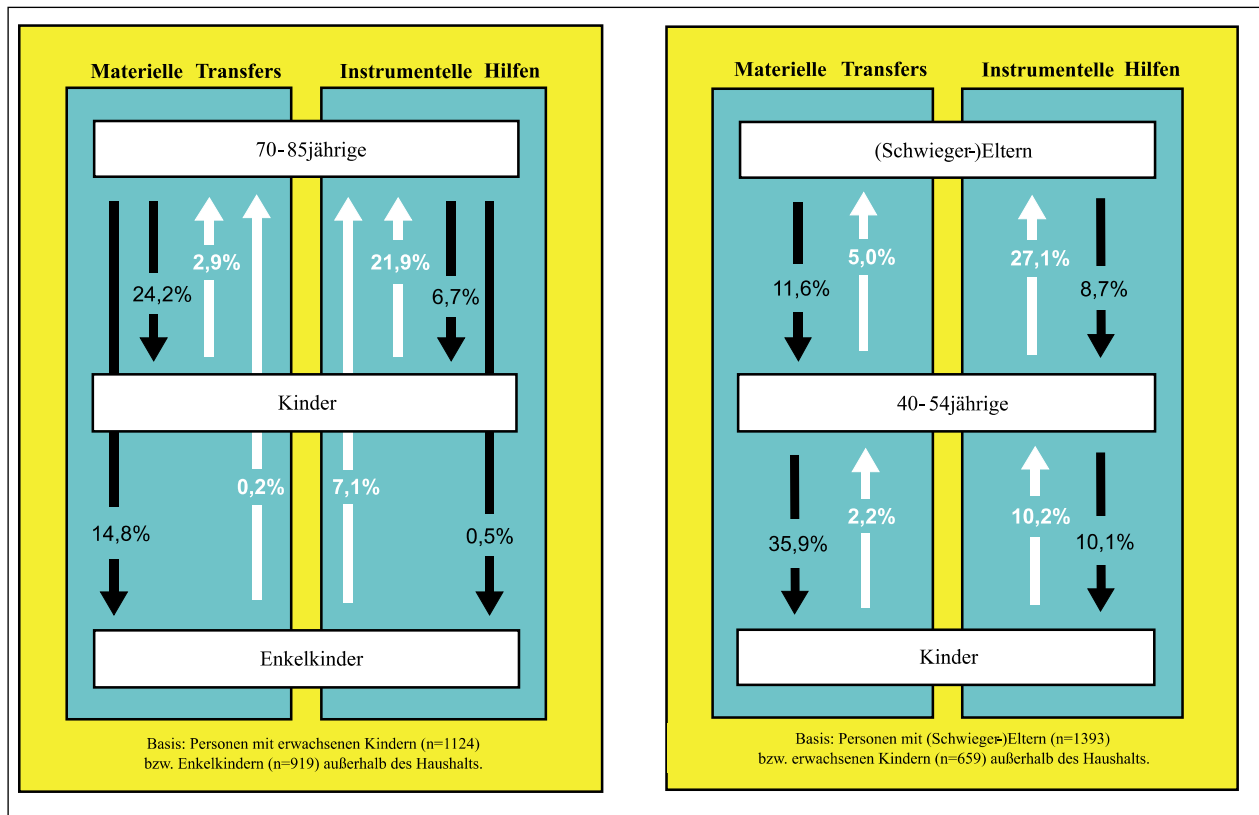 Materielle Transfers
Instrumentelle Hilfen
70-85jährige
2,9%
21,9%
24,2%
6,7%
Kinder
0,2%
7,1%
14,8%
0,5%
Enkelkinder
Basis: Personen mit erwachsenen Kindern (n=1124)
bzw. Enkelkindern (n=919) außerhalb des Haushalts.
Materielle Transfers
Instrumentelle Hilfen
(Schwieger-)Eltern
5,0%
27,1%
11,6%
8,7%
40-54jährige
2,2%
10,2%
35,9%
10,1%
Kinder
Basis: Personen mit (Schwieger-)Eltern (n=1393)
bzw. erwachsenen Kindern (n=659) außerhalb des Haushalts.